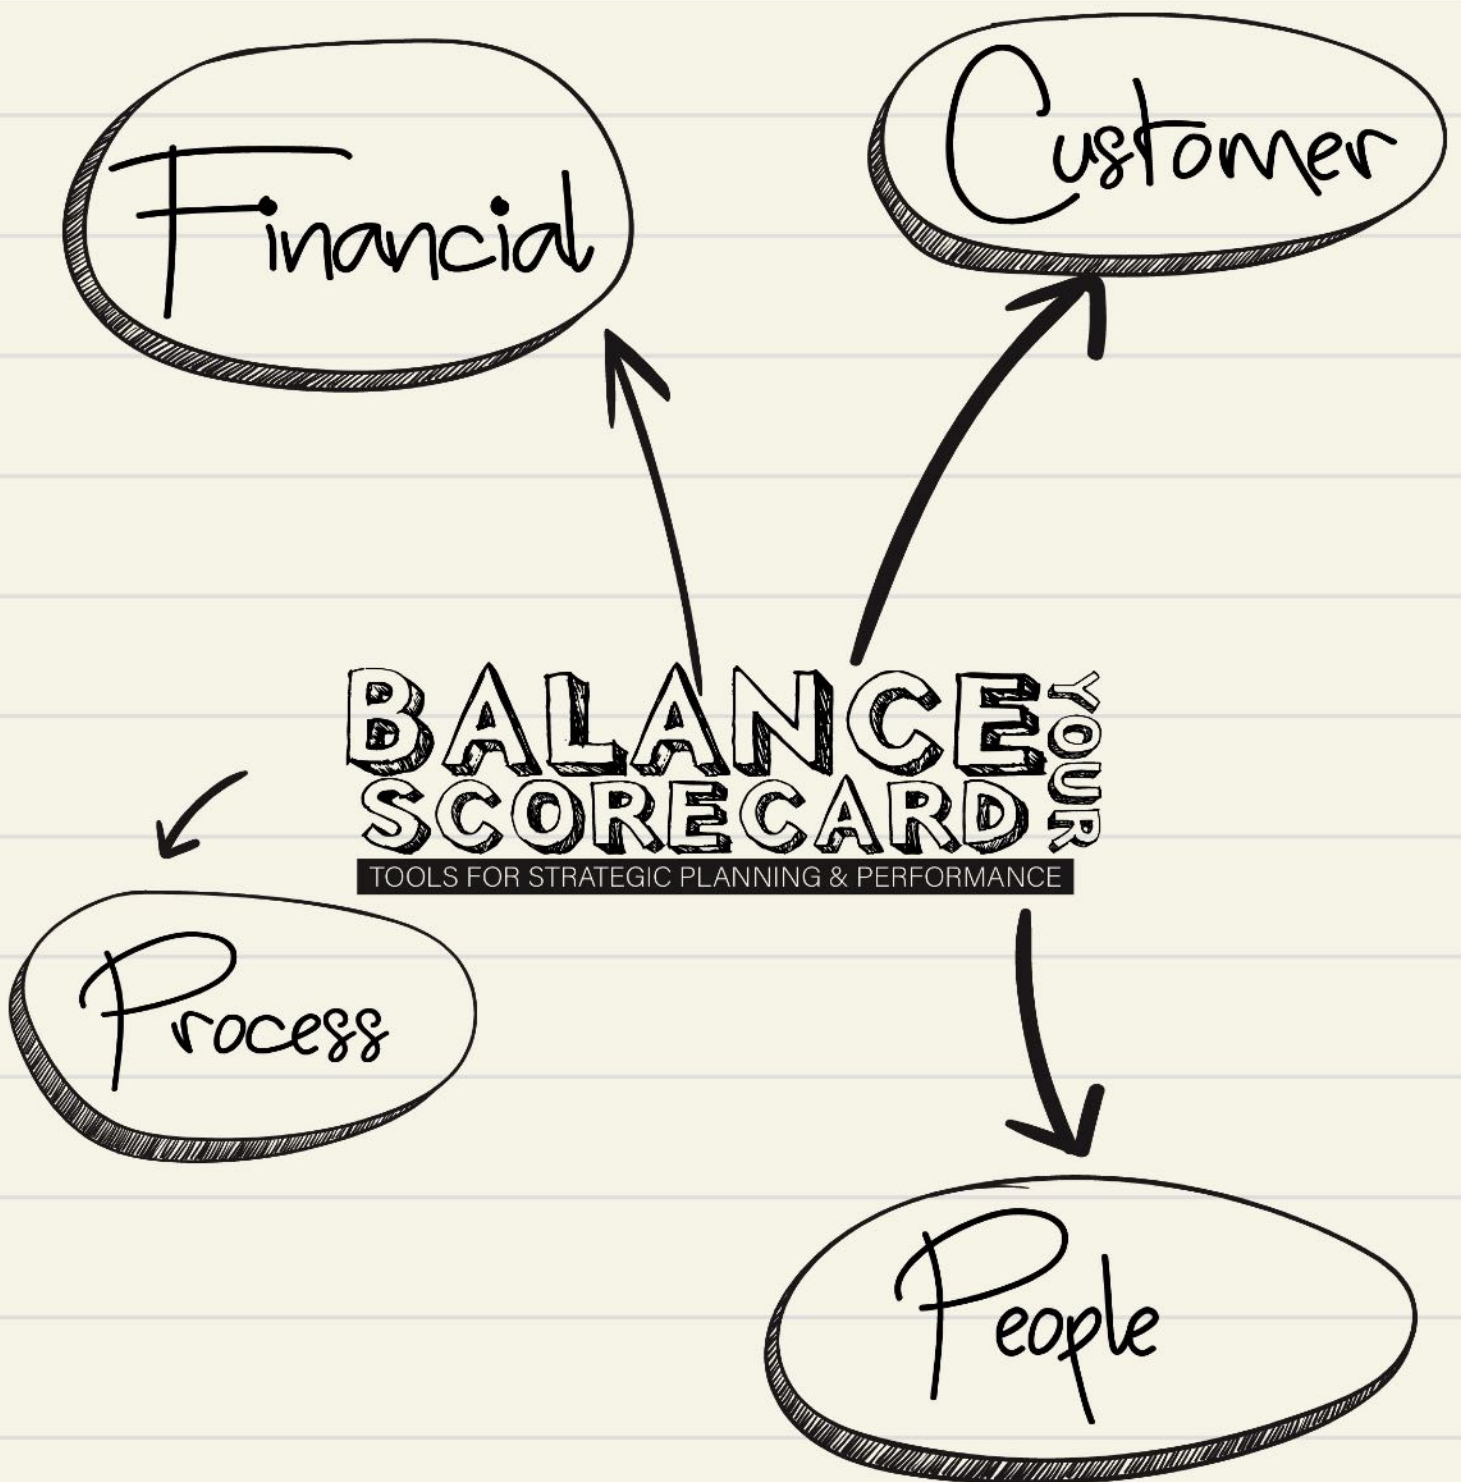 Financial
Customer
BALANCE YOUR
SCORECARD
TOOLS FOR STRATEGIC PLANNING & PERFORMANCE
Process
People